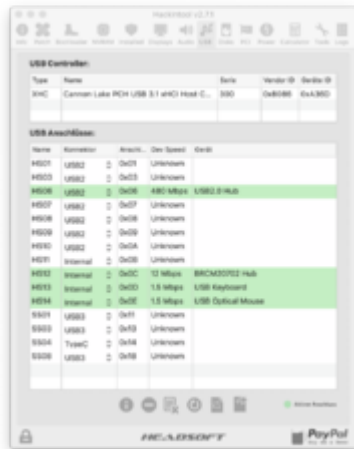 Hackintool v2.73
USB Controller:
Type Name Serie Vendor ID Geräte ID
XHC Cannon Lake PCH USB 3.1 xHCI Host C... 300 0x8086 0xA36D
USB Anschlüsse:
Name Konnektor Anschl... Dev Speed Gerät
HS01 USB2 0x01 Unknown
HS03 USB2 0x03 Unknown
HS06 USB2 0x06 480 Mbps USB2.0 Hub
HS07 USB2 0x07 Unknown
HS08 USB2 0x08 Unknown
HS09 USB2 0x09 Unknown
HS10 USB2 0x0A Unknown
HS11 Internal 0x0B Unknown
HS12 Internal 0x0C 12 Mbps BRCM20702 Hub
HS13 Internal 0x0D 1.5 Mbps USB Keyboard
HS14 Internal 0x0E 1.5 Mbps USB Optical Mouse
SS01 USB3 0x11 Unknown
SS03 USB3 0x13 Unknown
SS04 TypeC 0x14 Unknown
USB3 Unknown
HEADSOFT
PayPal